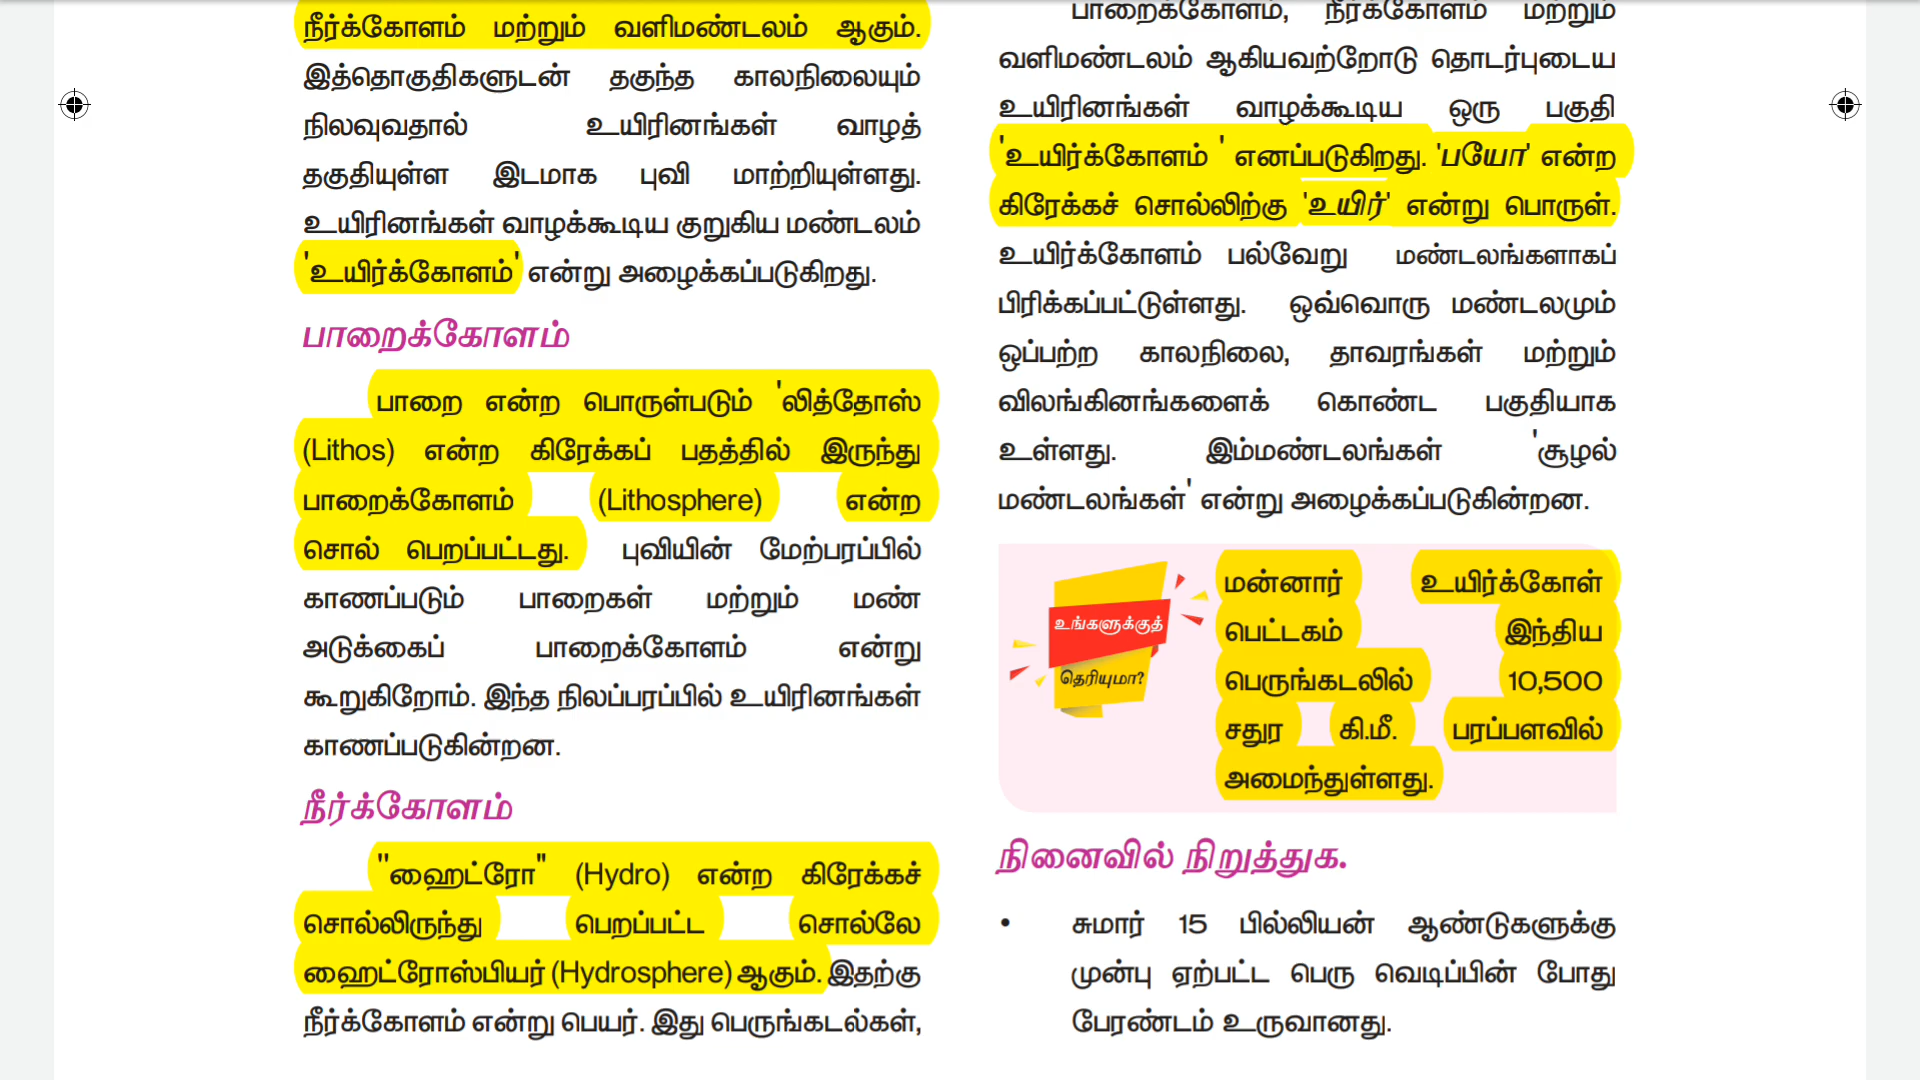 நீர்க்கோளம் மற்றும் வளிமண்டலம் ஆகும்.
இத்தொகுதிகளுடன் தகுந்த காலநிலையும்
நிலவுவதால் உயிரினங்கள் வாழத்
தகுதியுள்ள இடமாக புவி மாற்றியுள்ளது.
உயிரினங்கள் வாழக்கூடிய குறுகிய மண்டலம்
'உயிர்க்கோளம்' என்று அழைக்கப்படுகிறது.
பாறைக்கோளம்
பாறை என்ற பொருள்படும் 'லித்தோஸ்
(Lithos) என்ற கிரேக்கப் பதத்தில் இருந்து
பாறைக்கோளம் (Lithosphere) என்ற
சொல் பெறப்பட்டது. புவியின் மேற்பரப்பில்
காணப்படும் பாறைகள் மற்றும் மண்
அடுக்கைப் பாறைக்கோளம் என்று
கூறுகிறோம். இந்த நிலப்பரப்பில் உயிரினங்கள்
காணப்படுகின்றன.
நீர்க்கோளம்
"ஹைட்ரோ" (Hydro) என்ற கிரேக்கச்
சொல்லிருந்து பெறப்பட்ட சொல்லே
ஹைட்ரோஸ்பியர் (Hydrosphere) ஆகும். இதற்கு
நீர்க்கோளம் என்று பெயர். இது பெருங்கடல்கள்,
பாறைக்கோளம், நீர்க்கோளம் மற்றும்
வளிமண்டலம் ஆகியவற்றோடு தொடர்புடைய
உயிரினங்கள் வாழக்கூடிய ஒரு பகுதி
'உயிர்க்கோளம் ' எனப்படுகிறது. 'பயோ' என்ற
கிரேக்கச் சொல்லிற்கு 'உயிர்' என்று பொருள்.
உயிர்க்கோளம் பல்வேறு மண்டலங்களாகப்
பிரிக்கப்பட்டுள்ளது. ஒவ்வொரு மண்டலமும்
ஒப்பற்ற காலநிலை, தாவரங்கள் மற்றும்
விலங்கினங்களைக் கொண்ட பகுதியாக
உள்ளது. இம்மண்டலங்கள் 'சூழல்
மண்டலங்கள்' என்று அழைக்கப்படுகின்றன.
உங்களுக்குத்
தெரியுமா?
மன்னார் உயிர்க்கோள்
பெட்டகம் இந்திய
பெருங்கடலில் 10,500
சதுர கி.மீ. பரப்பளவில்
அமைந்துள்ளது.
நினைவில் நிறுத்துக.
• சுமார் 15 பில்லியன் ஆண்டுகளுக்கு
முன்பு ஏற்பட்ட பெரு வெடிப்பின் போது
பேரண்டம் உருவானது.